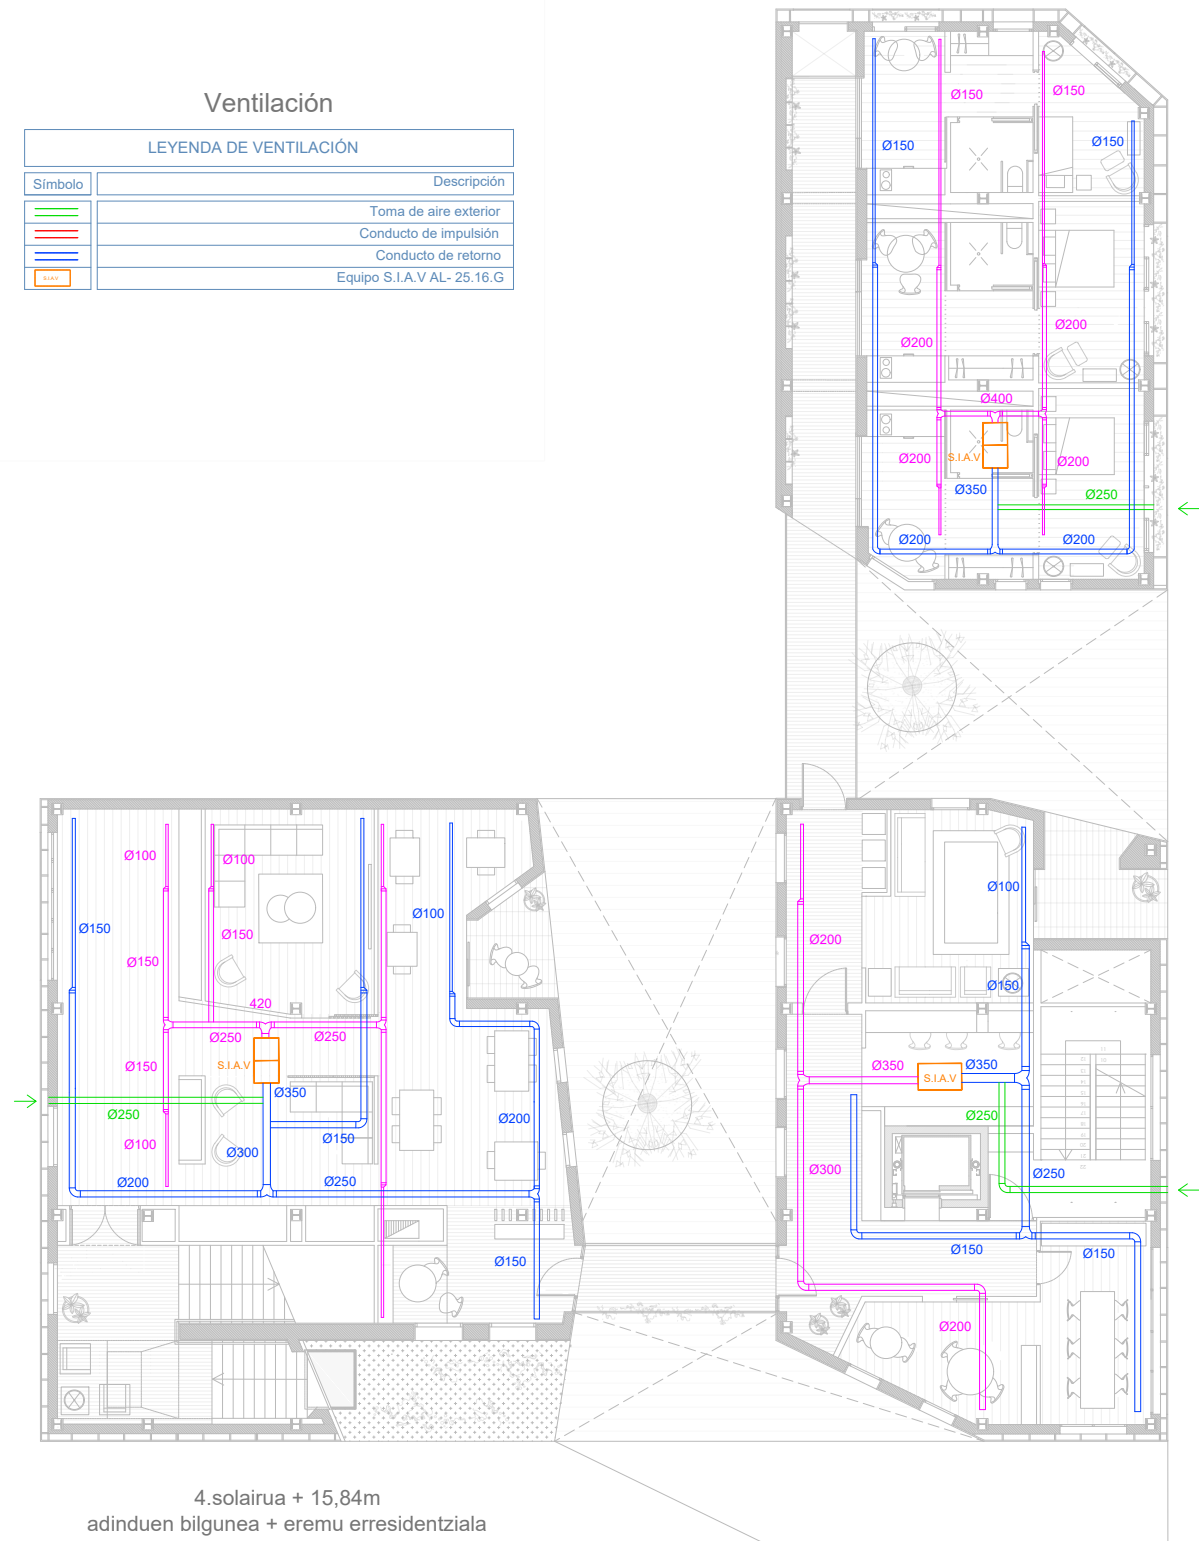 Ventilación
LEYENDA DE VENTILACIÓN
Símbolo Descripción
Toma de aire exterior
Conducto de impulsión
Conducto de retorno
S.I.A.V Equipo S.I.A.V AL- 25.16.G
Ø150 Ø150
Ø150 Ø150
Ø200 Ø200
Ø400
Ø200 S.I.A.V Ø200
Ø350 Ø250
Ø200 Ø200
Ø100 Ø100
Ø100
Ø100
Ø150 Ø150
Ø200
Ø150
Ø150
420
Ø250 Ø250
Ø150 S.I.A.V
Ø350 S.I.A.V Ø350
Ø350
Ø250 Ø200 Ø250
Ø100 Ø300 Ø150
Ø300 Ø250
Ø200 Ø250
Ø150 Ø150 Ø150
Ø200
4.solairua + 15,84m
adinduen bilgunea + eremu erresidentziala